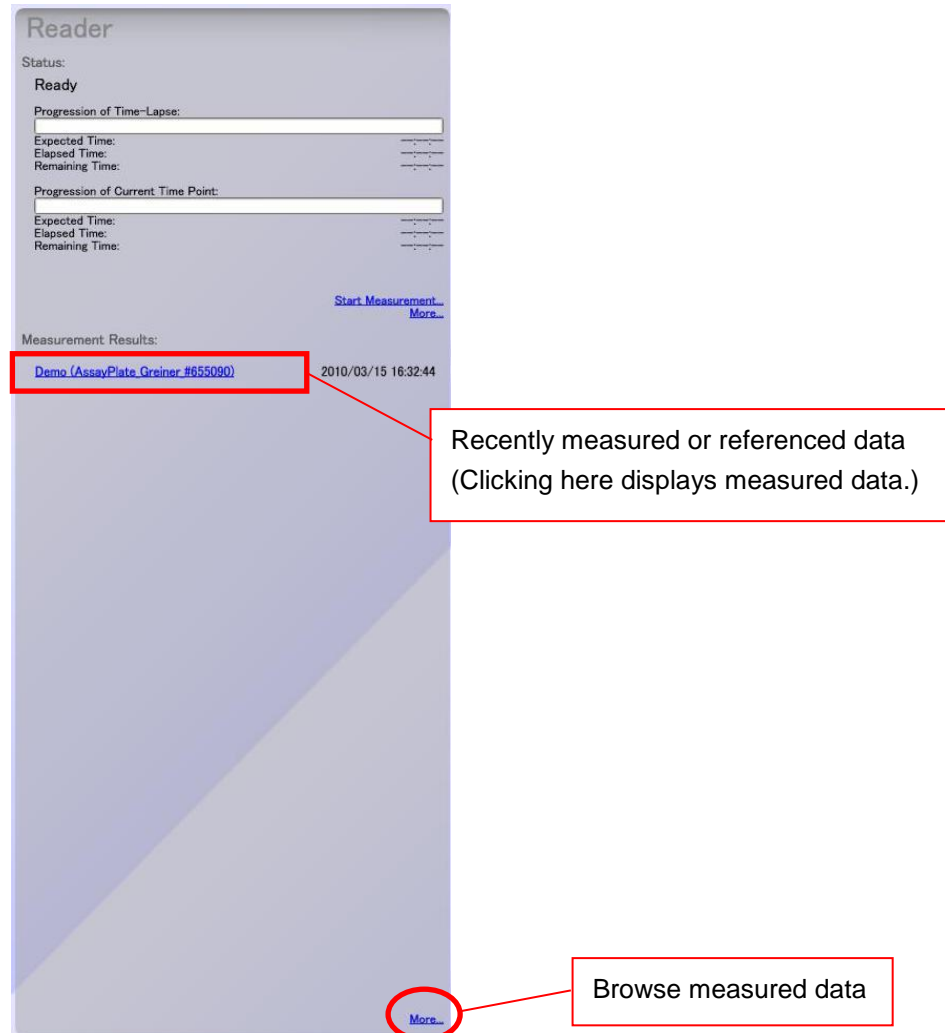 Reader
Status:
Ready
Progression of Time-Lapse:
Expected Time: --:--:--
Elapsed Time: --:--:--
Remaining Time: --:--:--
Progression of Current Time Point:
Expected Time: --:--:--
Elapsed Time: --:--:--
Remaining Time: --:--:--
Start Measurement...
More...
Measurement Results:
Demo (AssayPlate_Greiner_#655090) 2010/03/15 16:32:44
Recently measured or referenced data
(Clicking here displays measured data.)
Browse measured data
More...